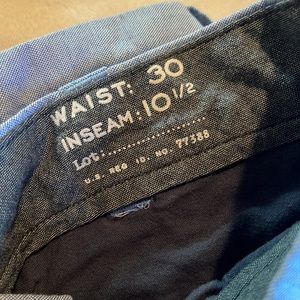 WAIST: 30
INSEAM: 10 1/2
Lot:..................
U.S. REG ID. NO 77388